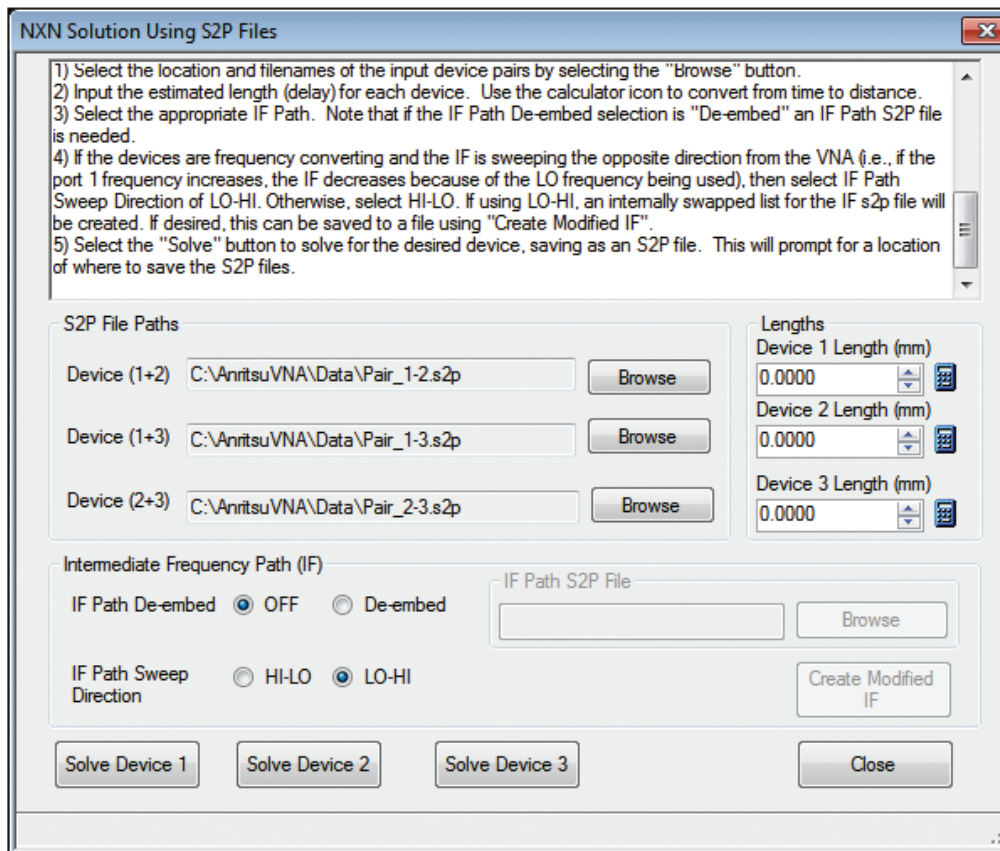 NXN Solution Using S2P Files
1) Select the location and filenames of the input device pairs by selecting the "Browse" button.
2) Input the estimated length (delay) for each device.  Use the calculator icon to convert from time to distance.
3) Select the appropriate IF Path.  Note that if the IF Path De-embed selection is "De-embed" an IF Path S2P file
is needed.
4) If the devices are frequency converting and the IF is sweeping the opposite direction from the VNA (i.e., if the
port 1 frequency increases, the IF decreases because of the LO frequency being used), then select IF Path
Sweep Direction of LO-HI. Otherwise, select HI-LO. If using LO-HI, an internally swapped list for the IF s2p file will
be created. If desired, this can be saved to a file using "Create Modified IF".
5) Select the "Solve" button to solve for the desired device, saving as an S2P file.  This will prompt for a location
of where to save the S2P files.
S2P File Paths
Device (1+2) C:\AnritsuVNA\Data\Pair_1-2.s2p Browse
Device (1+3) C:\AnritsuVNA\Data\Pair_1-3.s2p Browse
Device (2+3) C:\AnritsuVNA\Data\Pair_2-3.s2p Browse
Lengths
Device 1 Length (mm)
0.0000
Device 2 Length (mm)
0.0000
Device 3 Length (mm)
0.0000
Intermediate Frequency Path (IF)
IF Path De-embed OFF De-embed
IF Path S2P File
Browse
IF Path Sweep
Direction
HI-LO LO-HI
Create Modified
IF
Solve Device 1 Solve Device 2 Solve Device 3 Close